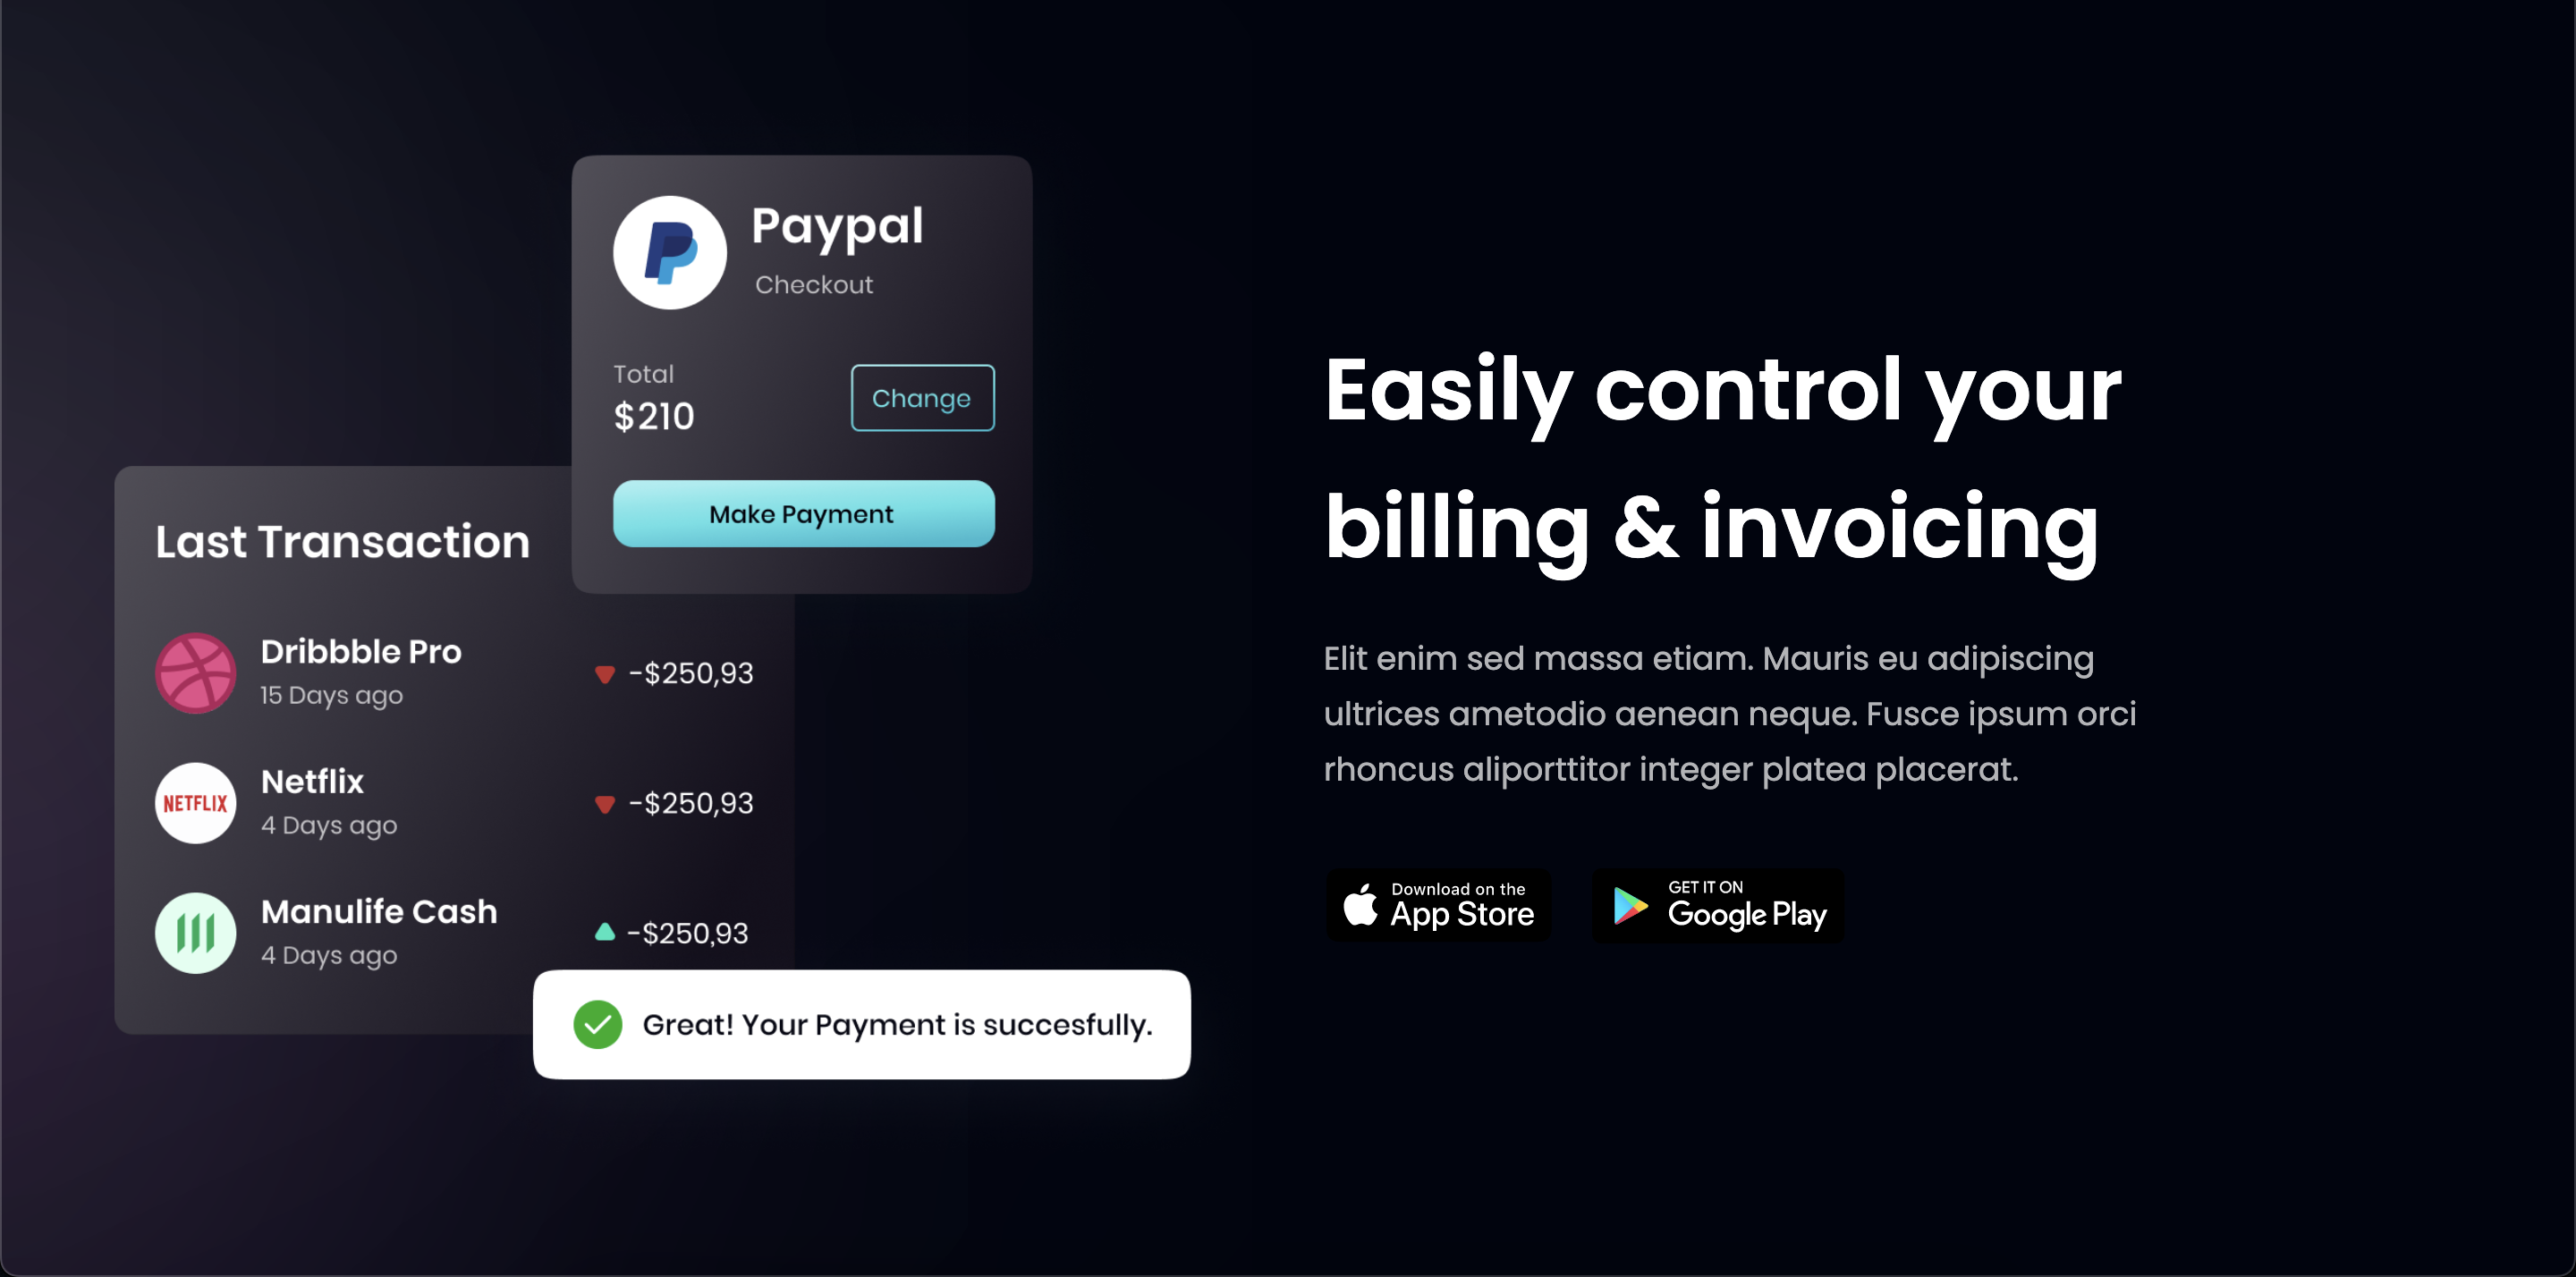 Paypal
Checkout
Total
$210
Change
Make Payment
Last Transaction
Dribbble Pro
15 Days ago
-$250,93
NETFLIX
Netflix
4 Days ago
-$250,93
Manulife Cash
4 Days ago
-$250,93
Great! Your Payment is succesfully.
Easily control your
billing & invoicing
Elit enim sed massa etiam. Mauris eu adipiscing
ultrices ametodio aenean neque. Fusce ipsum orci
rhoncus aliporttitor integer platea placerat.
Download on the
App Store
GET IT ON
Google Play